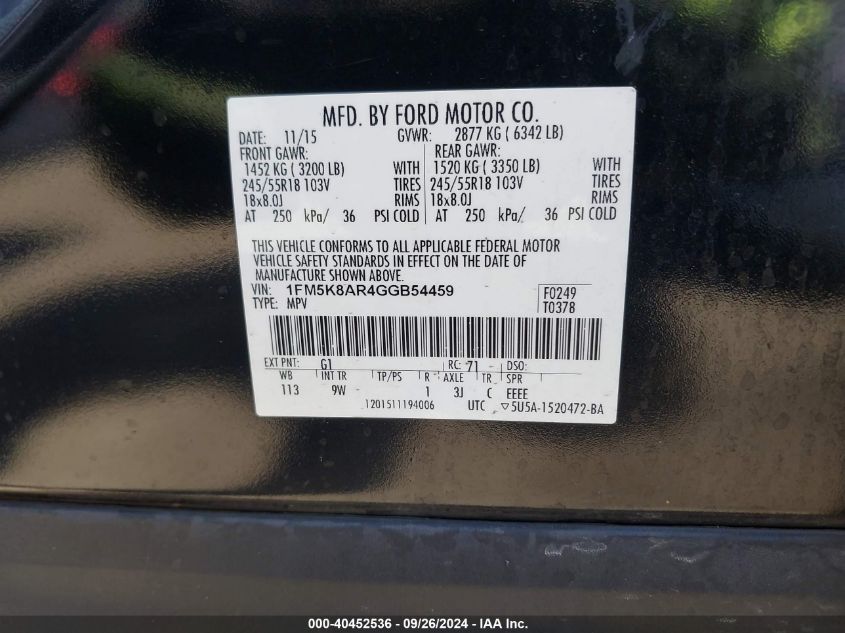 MFD. BY FORD MOTOR CO.
DATE: 11/15 GVWR: 2877 KG ( 6342 LB)
FRONT GAWR: REAR GAWR:
1452 KG ( 3200 LB) WITH 1520 KG ( 3350 LB) WITH
245/55R18 103V TIRES 245/55R18 103V TIRES
18x8.0J RIMS 18x8.0J RIMS
AT 250 kPa/ 36 PSI COLD AT 250 kPa/ 36 PSI COLD
THIS VEHICLE CONFORMS TO ALL APPLICABLE FEDERAL MOTOR
VEHICLE SAFETY STANDARDS IN EFFECT ON THE DATE OF
MANUFACTURE SHOWN ABOVE.
VIN: 1FM5K8AR4GGB54459 F0249
TYPE: MPV T0378
EXT PNT: G1 RC: 71 DSO:
WB INT TR TP/PS R AXLE TR SPR
113 9W 1 3J C EEEE
1201511194006 UTC ▽5U5A-1520472-BA
000-40452536 - 09/26/2024 - IAA Inc.